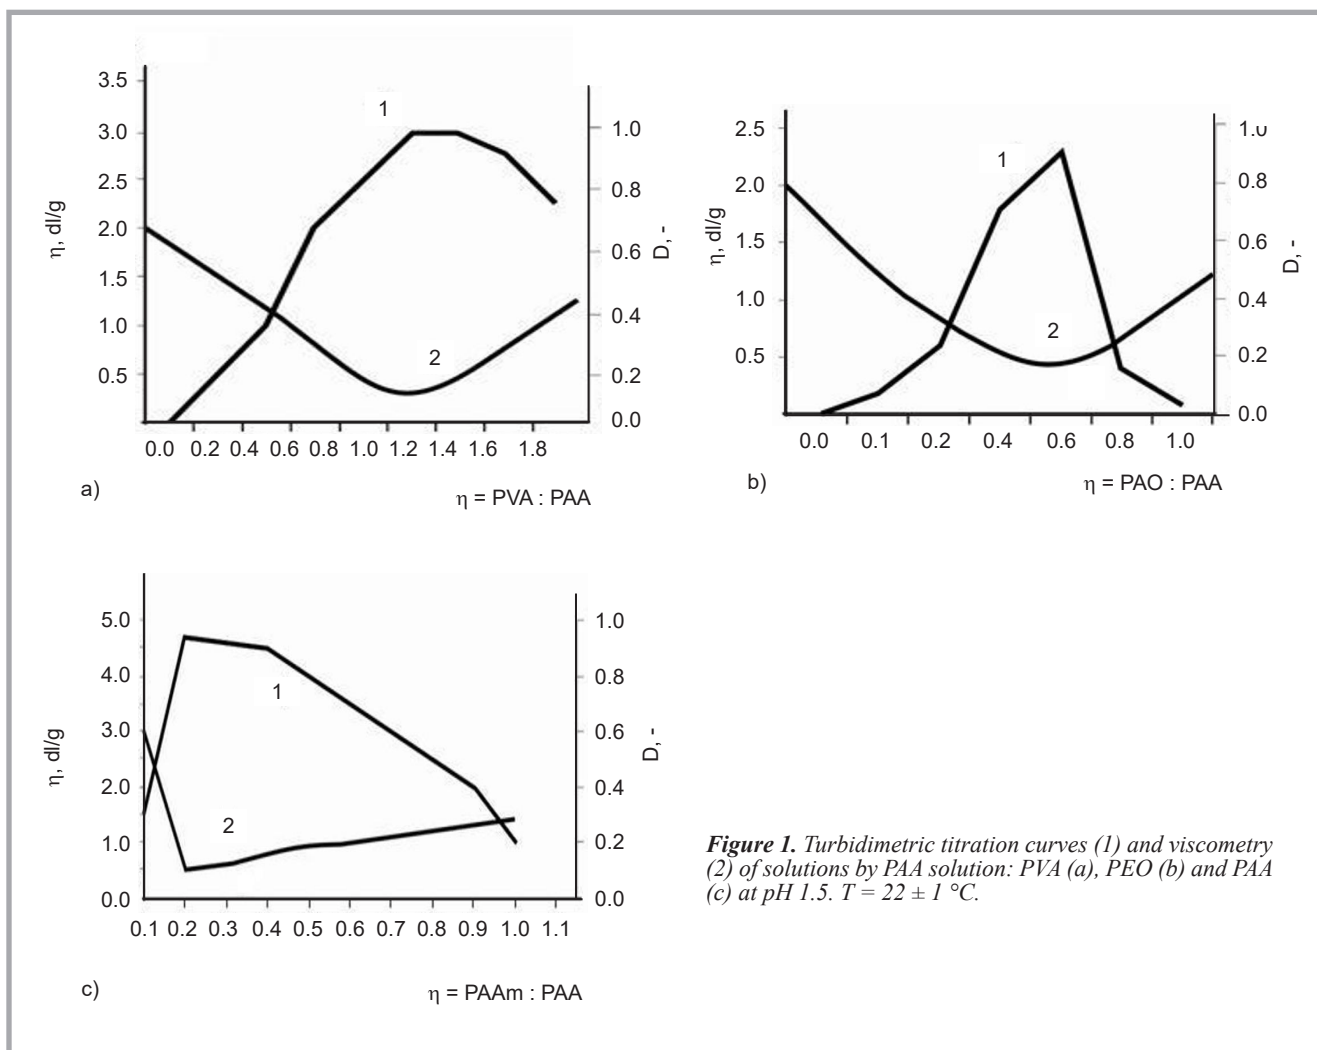 3.5
3.0
2.5
2.0
1.5
1.0
0.5
η, dl/g
1
2
1.0
0.8
0.6
0.4
0.2
0.0
D, -
0.0 0.2 0.4 0.6 0.8 1.0 1.2 1.4 1.6 1.8
a)
η = PVA : PAA
2.5
2.0
1.5
1.0
0.5
η, dl/g
1
2
0.8
0.6
0.4
0.2
0.0
D, -
0.0 0.1 0.2 0.4 0.6 0.8 1.0
b)
η = PAO : PAA
5.0
4.0
3.0
2.0
1.0
0.0
η, dl/g
1
2
1.0
0.8
0.6
0.4
0.2
0.0
D, -
0.1 0.2 0.3 0.4 0.5 0.6 0.7 0.8 0.9 1.0 1.1
c)
η = PAAm : PAA
Figure 1. Turbidimetric titration curves (1) and viscometry
(2) of solutions by PAA solution: PVA (a), PEO (b) and PAA
(c) at pH 1.5. T = 22 ± 1 °C.